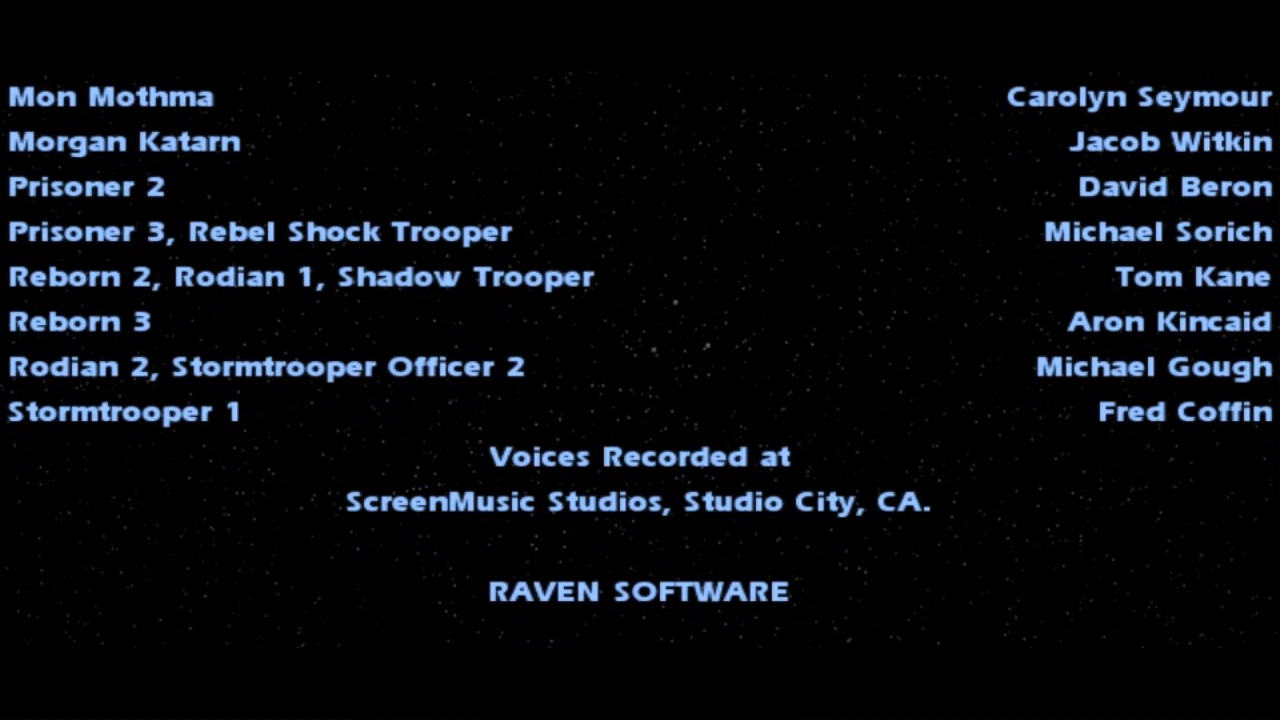 Mon Mothma Carolyn Seymour
Morgan Katarn Jacob Witkin
Prisoner 2 David Beron
Prisoner 3, Rebel Shock Trooper Michael Sorich
Reborn 2, Rodian 1, Shadow Trooper Tom Kane
Reborn 3 Aron Kincaid
Rodian 2, Stormtrooper Officer 2 Michael Gough
Stormtrooper 1 Fred Coffin
Voices Recorded at
ScreenMusic Studios, Studio City, CA.
RAVEN SOFTWARE